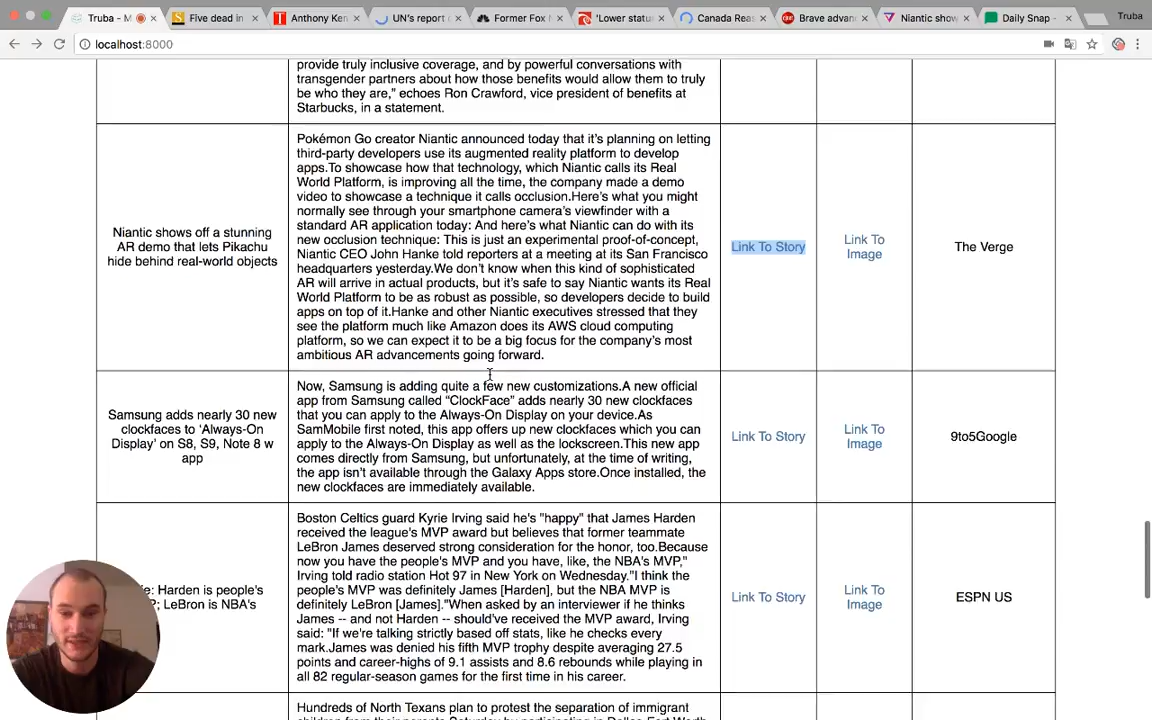 Truba - M
Five dead in
Anthony Ken
UN's report
Former Fox
'Lower statu
Canada Rea
Brave advan
Niantic show
Daily Snap -
Truba
localhost:8000
provide truly inclusive coverage, and by powerful conversations with
transgender partners about how those benefits would allow them to truly
be who they are," echoes Ron Crawford, vice president of benefits at
Starbucks, in a statement.
Niantic shows off a stunning
AR demo that lets Pikachu
hide behind real-world objects
Pokémon Go creator Niantic announced today that it's planning on letting
third-party developers use its augmented reality platform to develop
apps.To showcase how that technology, which Niantic calls its Real
World Platform, is improving all the time, the company made a demo
video to showcase a technique it calls occlusion.Here's what you might
normally see through your smartphone camera's viewfinder with a
standard AR application today: And here's what Niantic can do with its
new occlusion technique: This is just an experimental proof-of-concept,
Niantic CEO John Hanke told reporters at a meeting at its San Francisco
headquarters yesterday.We don't know when this kind of sophisticated
AR will arrive in actual products, but it's safe to say Niantic wants its Real
World Platform to be as robust as possible, so developers decide to build
apps on top of it.Hanke and other Niantic executives stressed that they
see the platform much like Amazon does its AWS cloud computing
platform, so we can expect it to be a big focus for the company's most
ambitious AR advancements going forward.
Link To Story
Link To
Image
The Verge
Samsung adds nearly 30 new
clockfaces to 'Always-On
Display' on S8, S9, Note 8 w
app
Now, Samsung is adding quite a few new customizations.A new official
app from Samsung called "ClockFace" adds nearly 30 new clockfaces
that you can apply to the Always-On Display on your device.As
SamMobile first noted, this app offers up new clockfaces which you can
apply to the Always-On Display as well as the lockscreen.This new app
comes directly from Samsung, but unfortunately, at the time of writing,
the app isn't available through the Galaxy Apps store.Once installed, the
new clockfaces are immediately available.
Link To Story
Link To
Image
9to5Google
e: Harden is people's
P; LeBron is NBA's
Boston Celtics guard Kyrie Irving said he's "happy" that James Harden
received the league's MVP award but believes that former teammate
LeBron James deserved strong consideration for the honor, too.Because
now you have the people's MVP and you have, like, the NBA's MVP,"
Irving told radio station Hot 97 in New York on Wednesday."I think the
people's MVP was definitely James [Harden], but the NBA MVP is
definitely LeBron [James]."When asked by an interviewer if he thinks
James -- and not Harden -- should've received the MVP award, Irving
said: "If we're talking strictly based off stats, like he checks every
mark.James was denied his fifth MVP trophy despite averaging 27.5
points and career-highs of 9.1 assists and 8.6 rebounds while playing in
all 82 regular-season games for the first time in his career.
Link To Story
Link To
Image
ESPN US
Hundreds of North Texans plan to protest the separation of immigrant
children from their parents Saturday by participating in Dallas-Fort Worth